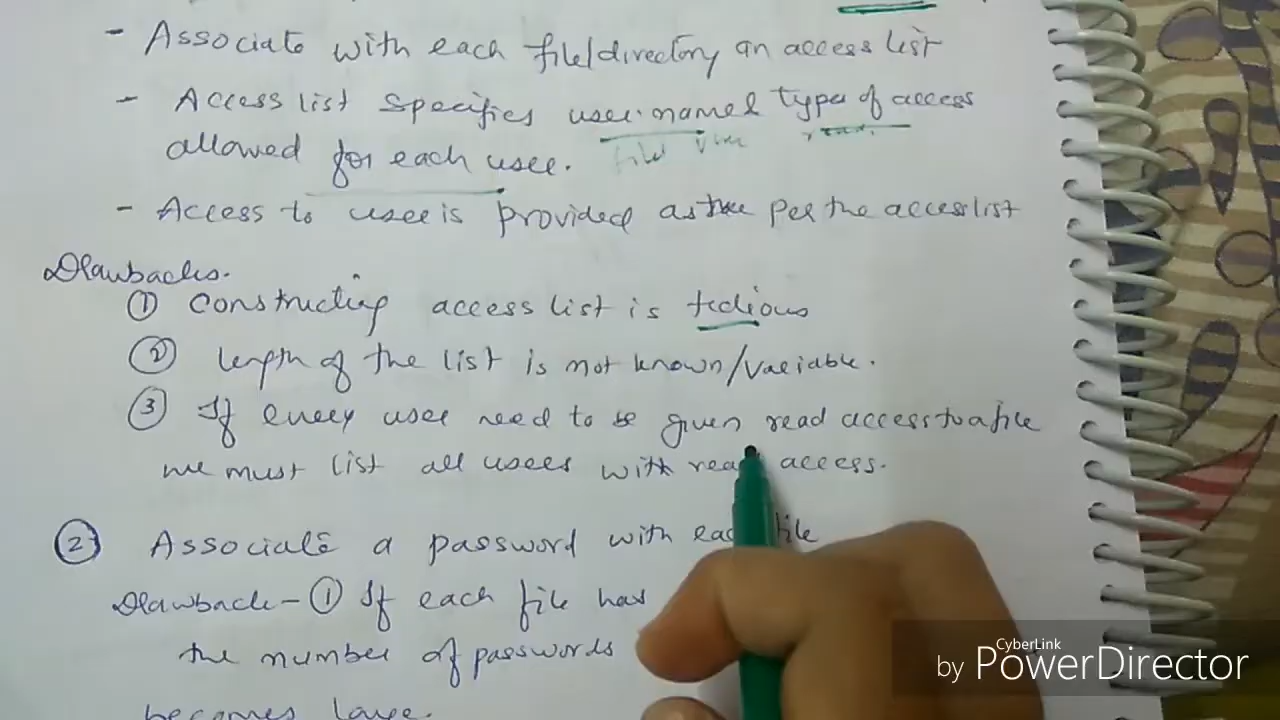 - Associate with each file/directory an access list
- Access list specifies user names type of access
allowed for each user.
- Access to user is provided as per the access list
Drawbacks.
① Constructing access list is tedious
② length of the list is not known/variable.
③ If every user need to be given read access to a file
we must list all users with read access.
② Associate a password with each file
Drawback - ① If each file has
the number of passwords
becomes large.
CyberLink
by PowerDirector